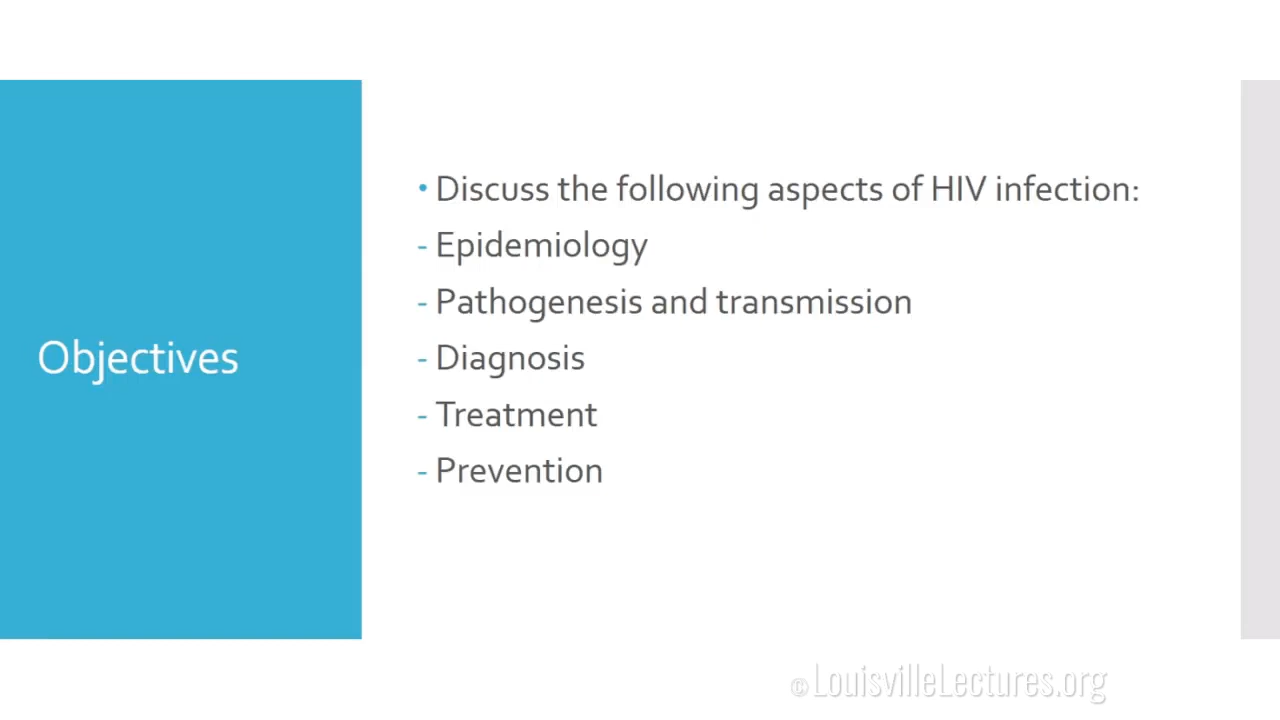 Objectives
• Discuss the following aspects of HIV infection:
- Epidemiology
- Pathogenesis and transmission
- Diagnosis
- Treatment
- Prevention
© LouisvilleLectures.org